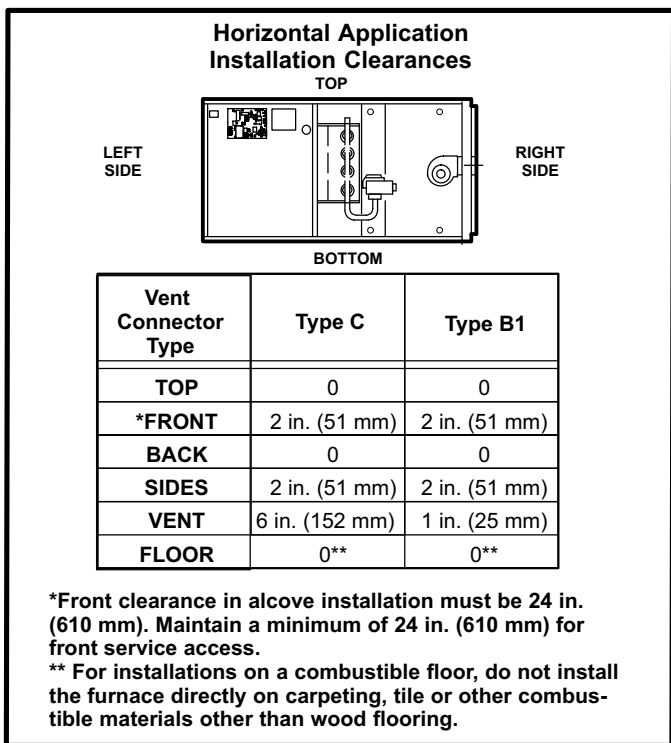 Horizontal Application
Installation Clearances
TOP
LEFT
SIDE
RIGHT
SIDE
BOTTOM
Vent
Connector
Type
Type C
Type B1
TOP 0 0
*FRONT 2 in. (51 mm) 2 in. (51 mm)
BACK 0 0
SIDES 2 in. (51 mm) 2 in. (51 mm)
VENT 6 in. (152 mm) 1 in. (25 mm)
FLOOR 0** 0**
*Front clearance in alcove installation must be 24 in.
(610 mm). Maintain a minimum of 24 in. (610 mm) for
front service access.
** For installations on a combustible floor, do not install
the furnace directly on carpeting, tile or other combus-
tible materials other than wood flooring.